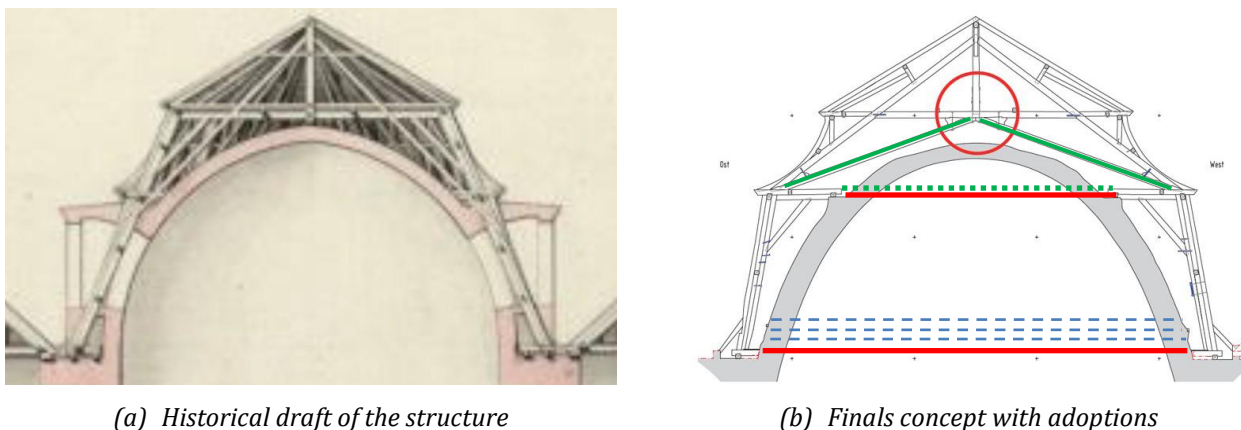 Ost
West
(a) Historical draft of the structure
(b) Finals concept with adoptions